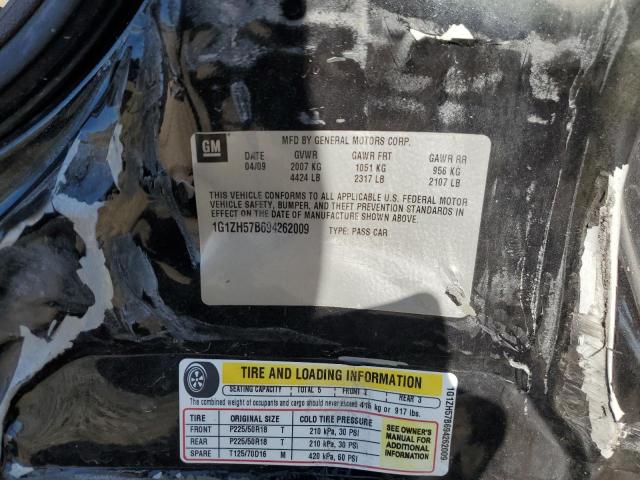 GM
MFD BY GENERAL MOTORS CORP.
DATE GVWR GAWR FRT GAWR RR
04/09 2007 KG 1051 KG 956 KG
4424 LB 2317 LB 2107 LB
THIS VEHICLE CONFORMS TO ALL APPLICABLE U.S. FEDERAL MOTOR
VEHICLE SAFETY, BUMPER, AND THEFT PREVENTION STANDARDS IN
EFFECT ON THE DATE OF MANUFACTURE SHOWN ABOVE.
1G1ZH57B694262009 TYPE: PASS CAR
TIRE AND LOADING INFORMATION
SEATING CAPACITY TOTAL 5 FRONT 2 REAR 3
The combined weight of occupants and cargo should never exceed 416 kg or 917 lbs.
TIRE ORIGINAL SIZE COLD TIRE PRESSURE
FRONT P225/50R18 T 210 kPa, 30 PSI
REAR P225/50R18 T 210 kPa, 30 PSI
SPARE T125/70D16 M 420 kPa, 60 PSI
SEE OWNER'S
MANUAL FOR
ADDITIONAL
INFORMATION
1G1ZH57B694262009